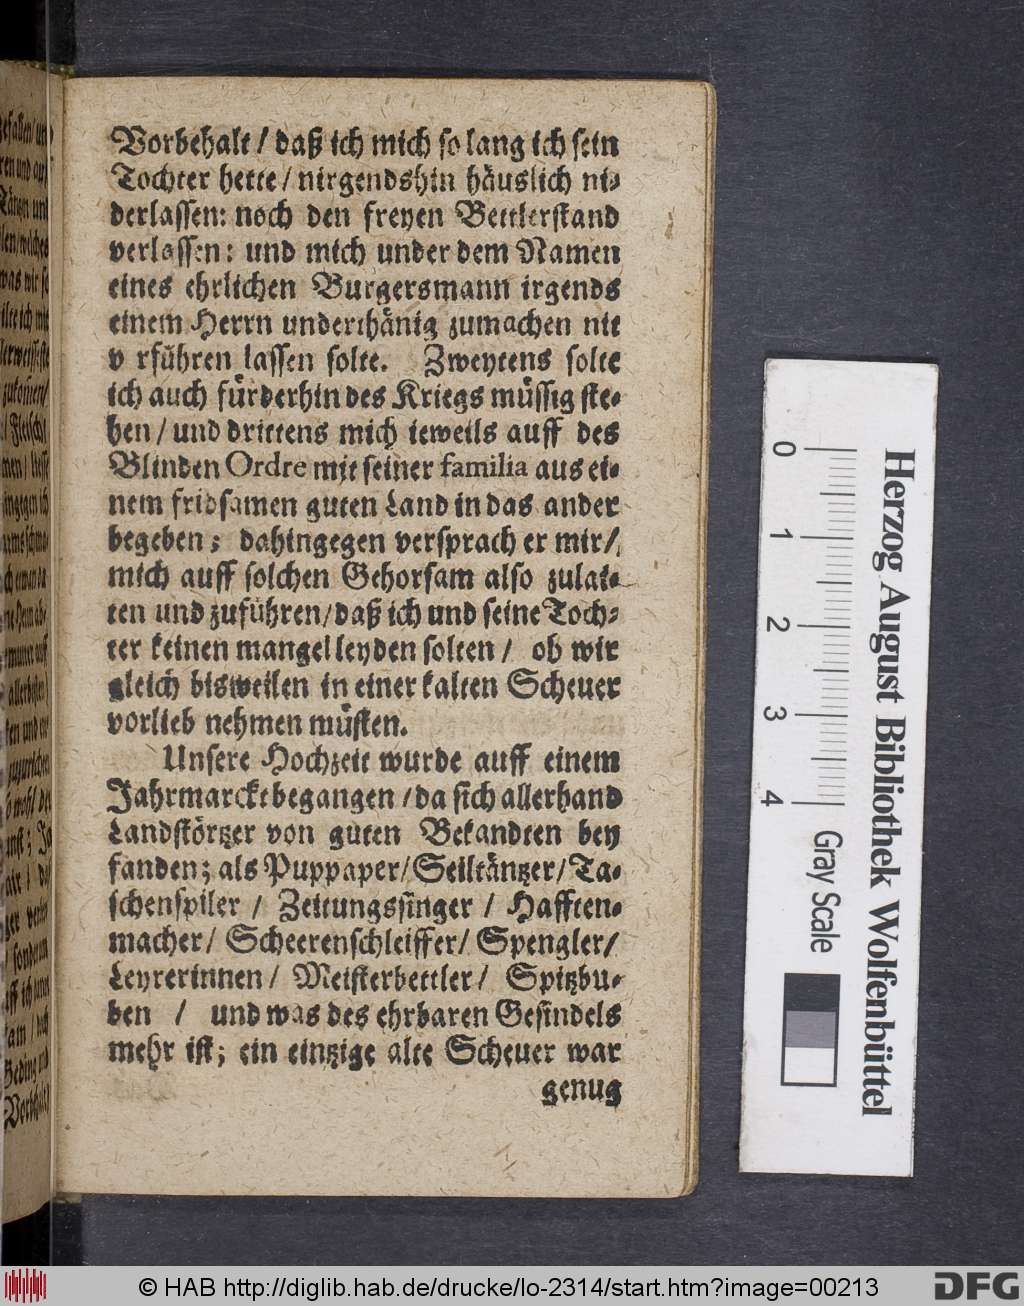 Vorbehalt / daß ich mich so lang ich sein
Tochter hette / nirgendshin häuslich ni-
derlassen: noch den freyen Bettlerstand
verlassen: und mich under dem Namen
eines ehrlichen Burgersmann irgends
einem Herrn underthänig zumachen nit
v rführen lassen solte. Zweytens solte
ich auch fürderhin des Kriegs müssig ste-
hen / und drittens mich ieweils auff des
Blinden Ordre mit seiner familia aus ei-
nem fridsamen guten Land in das ander
begeben; dahingegen versprach er mir/
mich auff solchen Gehorsam also zulai-
ten und zuführen/daß ich und seine Toch-
ter keinen mangel leyden solten / ob wir
gleich bisweilen in einer kalten Scheuer
vorlieb nehmen müsten.
Unsere Hochzeit wurde auff einem
Jahrmarckt begangen /da sich allerhand
Landstörtzer von guten Bekandten bey
fanden; als Puppaper/Seiltäntzer/Ta-
schenspiler / Zeitungssinger / Hafften-
macher/ Scheerenschleiffer/ Spengler/
Leyrerinnen/ Meisterbettler/ Spitzbu-
ben / und was des ehrbaren Gesindels
mehr ist; ein eintzige alte Scheuer war
genug
0 1 2 3 4
Herzog August Bibliothek Wolfenbüttel
Gray Scale
© HAB http://diglib.hab.de/drucke/lo-2314/start.htm?image=00213
DFG